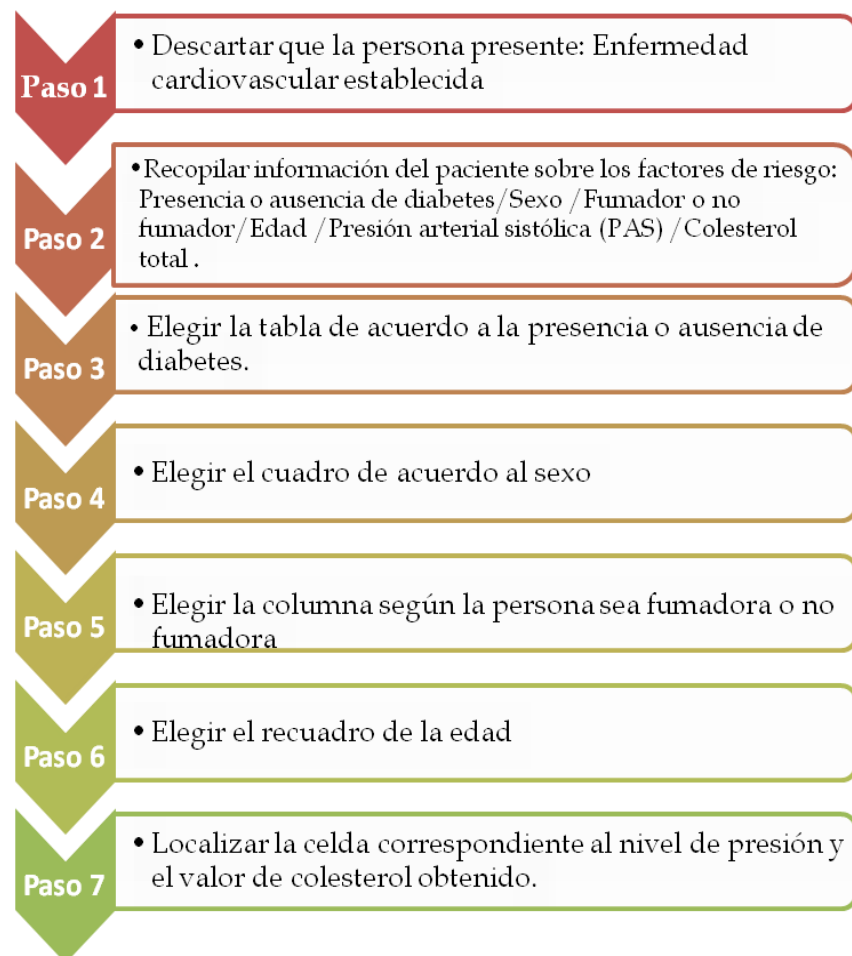 Paso 1
• Descartar que la persona presente: Enfermedad
cardiovascular establecida
Paso 2
•Recopilar información del paciente sobre los factores de riesgo:
Presencia o ausencia de diabetes/Sexo /Fumador o no
fumador/Edad /Presión arterial sistólica (PAS) /Colesterol
total .
Paso 3
• Elegir la tabla de acuerdo a la presencia o ausencia de
diabetes.
Paso 4
• Elegir el cuadro de acuerdo al sexo
Paso 5
• Elegir la columna según la persona sea fumadora o no
fumadora
Paso 6
• Elegir el recuadro de la edad
Paso 7
• Localizar la celda correspondiente al nivel de presión y
el valor de colesterol obtenido.